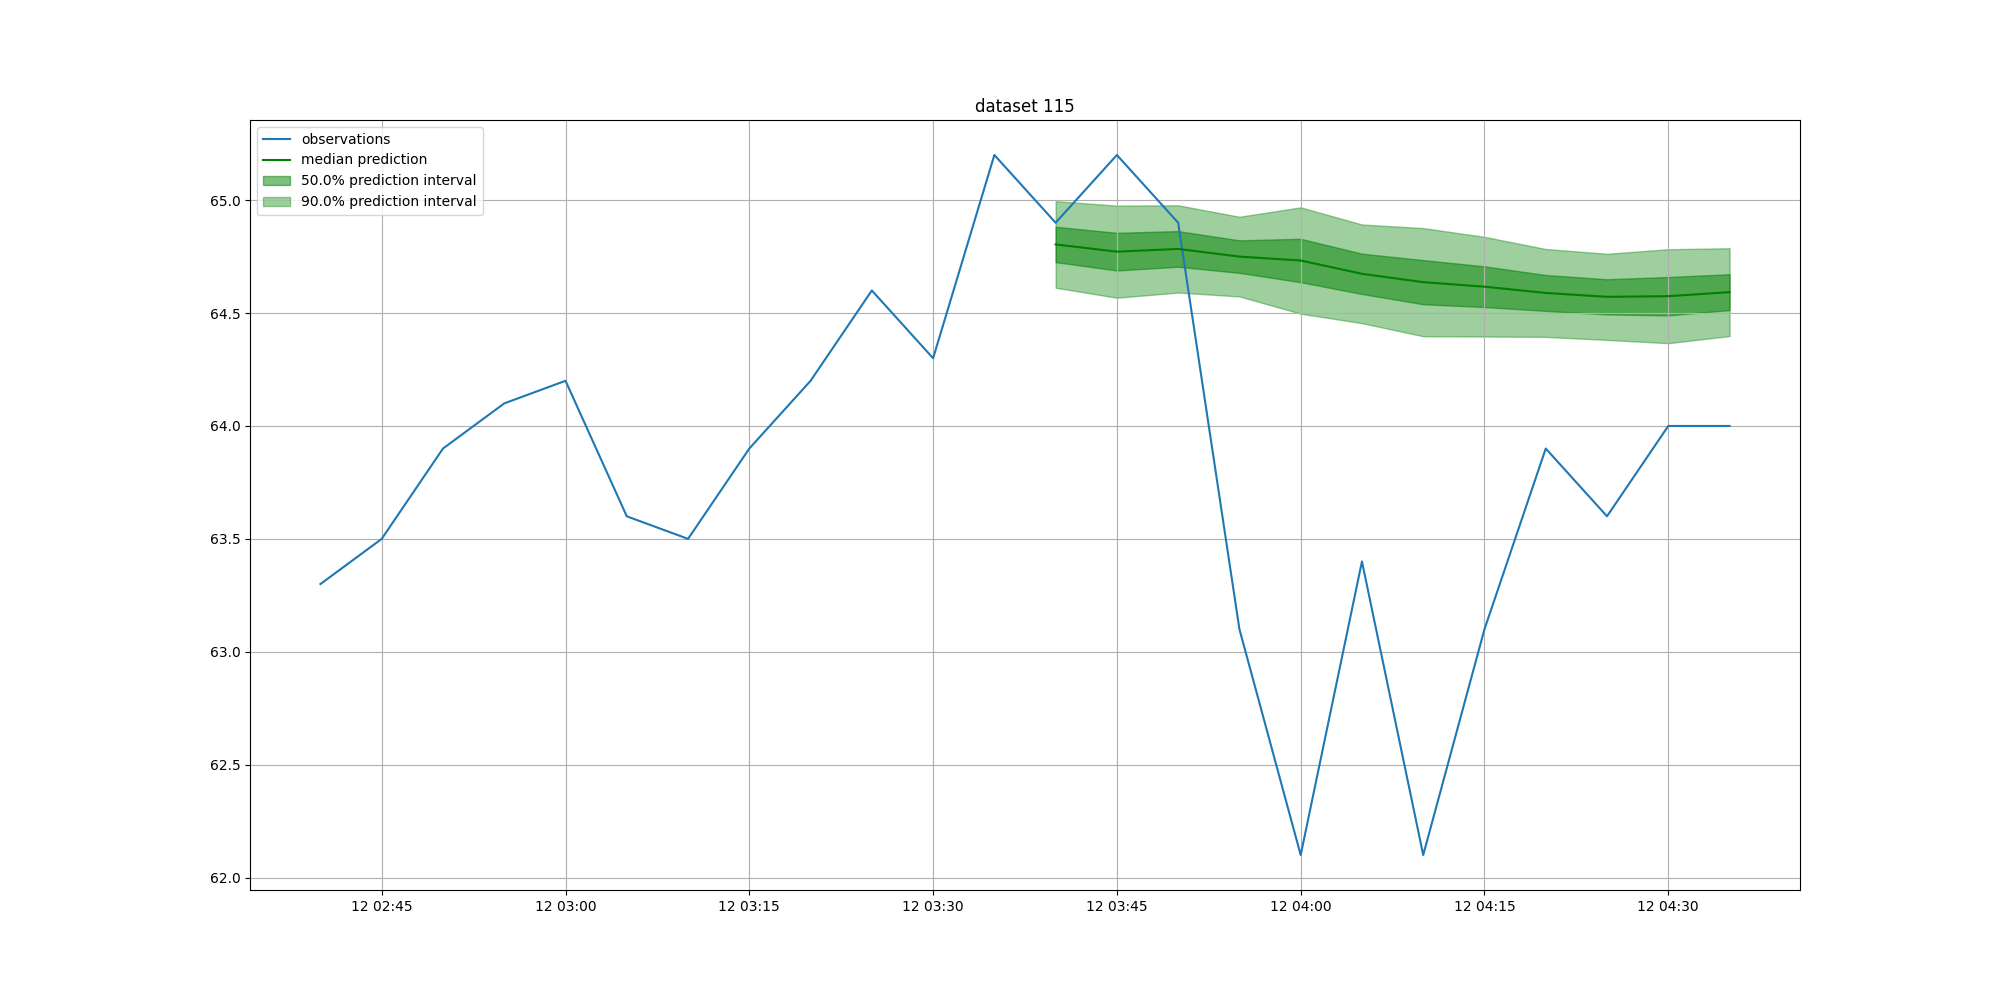 dataset 115
observations
median prediction
50.0% prediction interval
90.0% prediction interval
65.0
64.5
64.0
63.5
63.0
62.5
62.0
12 02:45 12 03:00 12 03:15 12 03:30 12 03:45 12 04:00 12 04:15 12 04:30